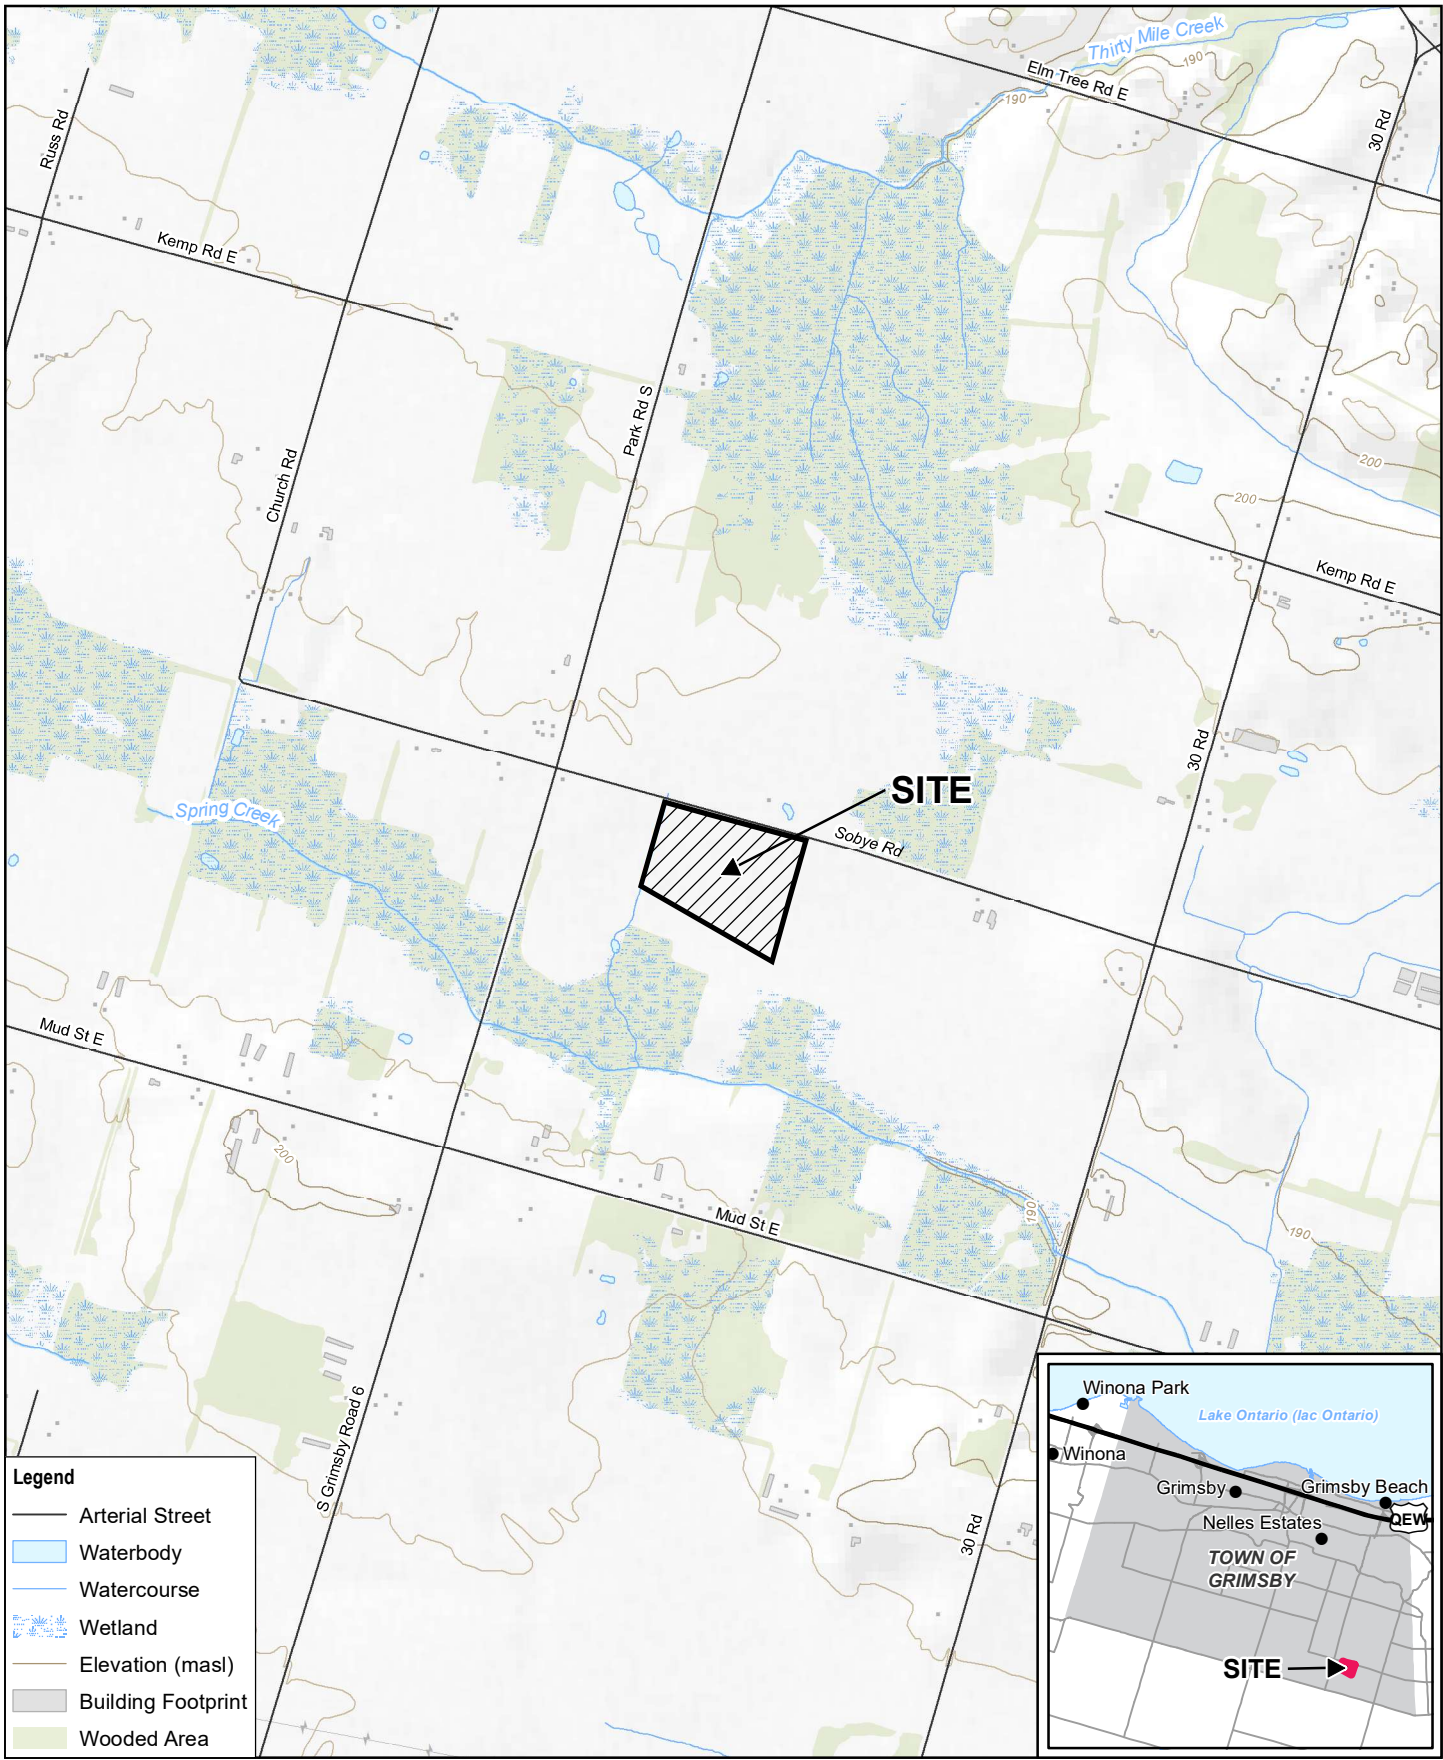 Thirty Mile Creek
Elm Tree Rd E
190
190
30 Rd
Russ Rd
Kemp Rd E
Park Rd S
Church Rd
200
200
Kemp Rd E
30 Rd
SITE
Spring Creek
Sobye Rd
Mud St E
200
Mud St E
190
190
S Grimsby Road 6
30 Rd
Legend
Arterial Street
Waterbody
Watercourse
Wetland
Elevation (masl)
Building Footprint
Wooded Area
Winona Park
Lake Ontario (lac Ontario)
Winona
Grimsby
Grimsby Beach
QEW
Nelles Estates
TOWN OF
GRIMSBY
SITE